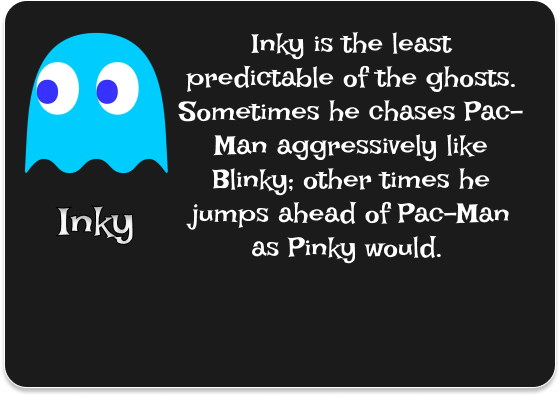 Inky is the least
predictable of the ghosts.
Sometimes he chases Pac-
Man aggressively like
Blinky; other times he
jumps ahead of Pac-Man
as Pinky would.
Inky